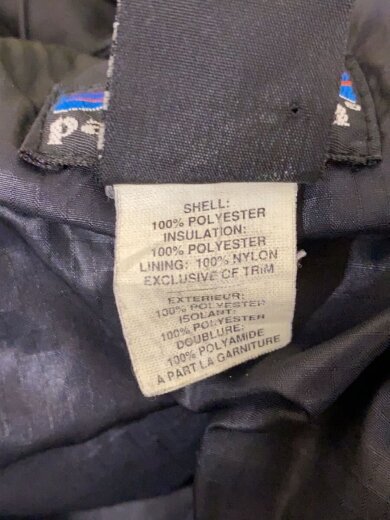 pa
SHELL:
100% POLYESTER
INSULATION:
100% POLYESTER
LINING: 100% NYLON
EXCLUSIVE OF TRIM
EXTERIEUR:
100% POLYESTER
ISOLANT:
100% POLYESTER
DOUBLURE:
100% POLYAMIDE
A PART LA GARNITURE